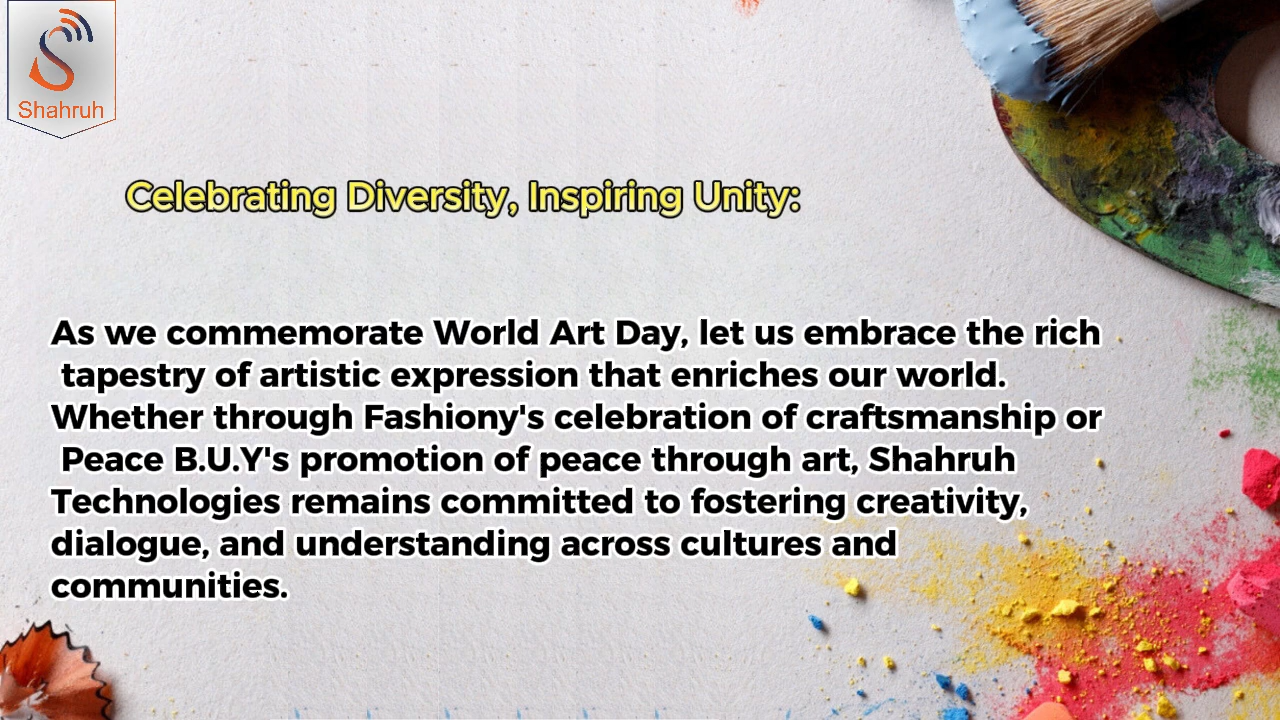 Shahruh
Celebrating Diversity, Inspiring Unity:
As we commemorate World Art Day, let us embrace the rich
tapestry of artistic expression that enriches our world.
Whether through Fashiony's celebration of craftsmanship or
Peace B.U.Y's promotion of peace through art, Shahruh
Technologies remains committed to fostering creativity,
dialogue, and understanding across cultures and
communities.